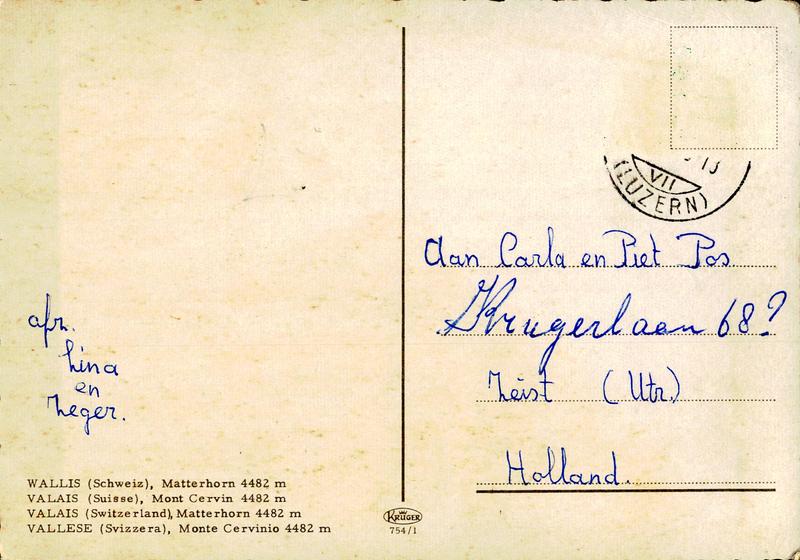 afz.
Lina
en
Zeger.
WALLIS (Schweiz), Matterhorn 4482 m
VALAIS (Suisse), Mont Cervin 4482 m
VALAIS (Switzerland), Matterhorn 4482 m
VALLESE (Svizzera), Monte Cervinio 4482 m
KRÜGER
754/1
VII
(LUZERN)
Aan Carla en Piet Pos
Krugerlaan 68?
Zeist (Utr.)
Holland.